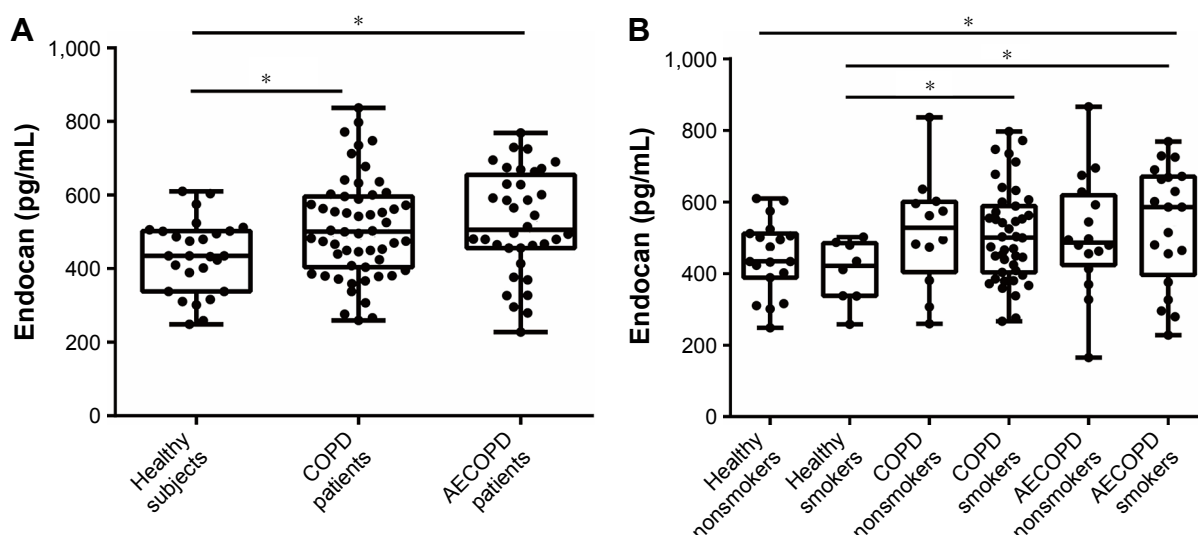 A
Endocan (pg/mL)
1,000
800
600
400
200
0
*
*
Healthy
subjects
COPD
patients
AECOPD
patients
B
Endocan (pg/mL)
1,000
800
600
400
200
0
*
*
*
Healthy
nonsmokers
Healthy
smokers
COPD
nonsmokers
COPD
smokers
AECOPD
nonsmokers
AECOPD
smokers